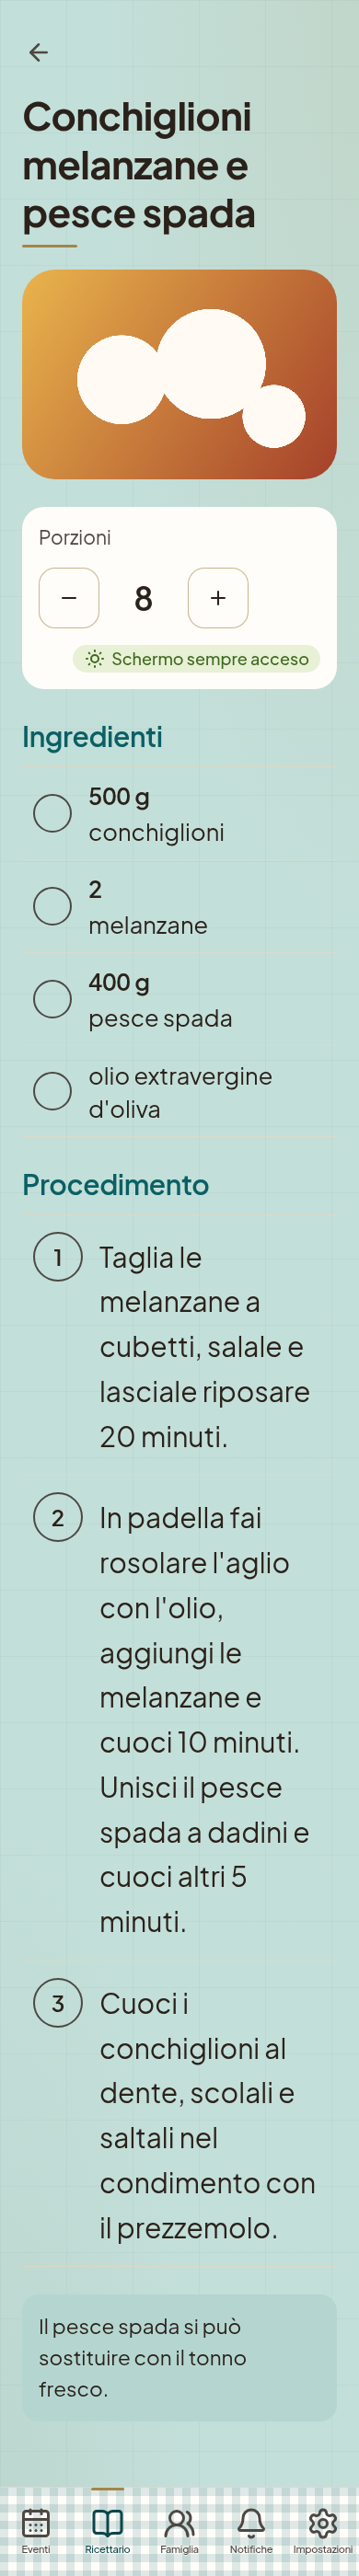 Conchiglioni
melanzane e
pesce spada
Porzioni
8
Schermo sempre acceso
Ingredienti
500 g
conchiglioni
2
melanzane
400 g
pesce spada
olio extravergine
d'oliva
Procedimento
1 Taglia le
melanzane a
cubetti, salale e
lasciale riposare
20 minuti.
2 In padella fai
rosolare l'aglio
con l'olio,
aggiungi le
melanzane e
cuoci 10 minuti.
Unisci il pesce
spada a dadini e
cuoci altri 5
minuti.
3 Cuoci i
conchiglioni al
dente, scolali e
saltali nel
condimento con
il prezzemolo.
Il pesce spada si può
sostituire con il tonno
fresco.
Eventi Ricettario Famiglia Notifiche Impostazioni